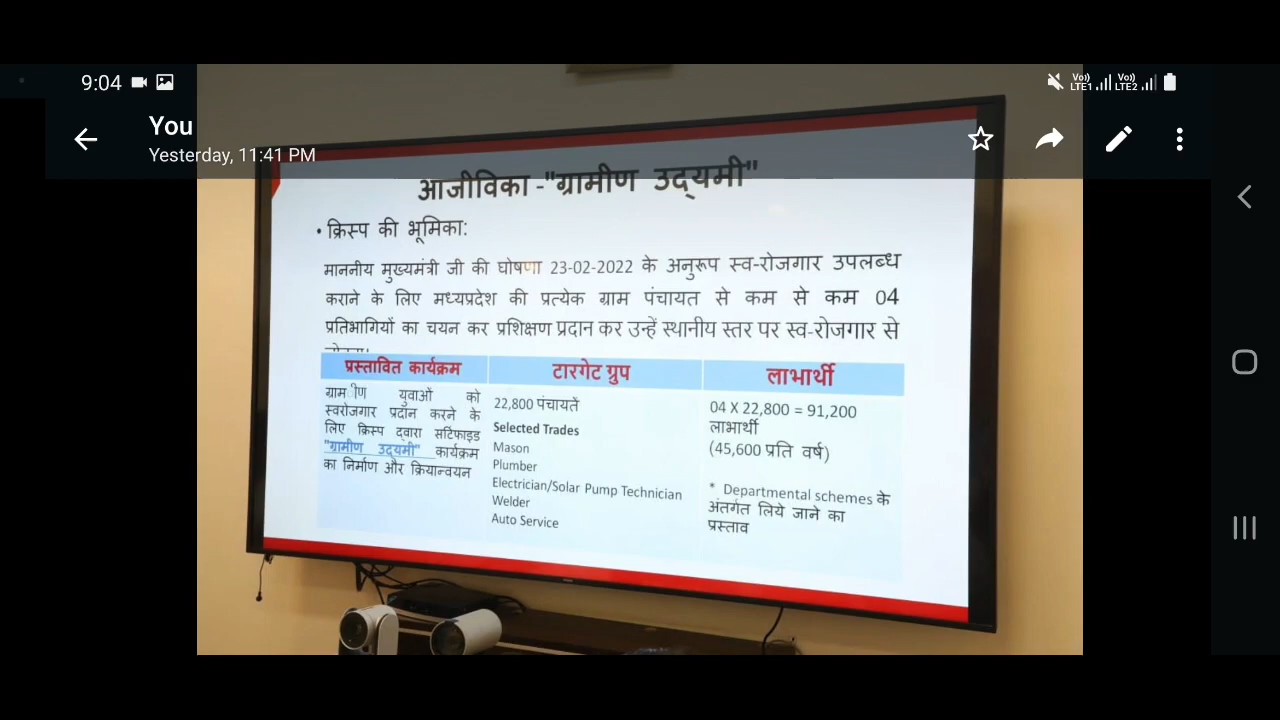 9:04
Vo)) LTE1 Vo)) LTE2
You
Yesterday, 11:41 PM
आजीविका -"ग्रामीण उद्यमी"
• क्रिस्प की भूमिका:
माननीय मुख्यमंत्री जी की घोषणा 23-02-2022 के अनुरूप स्व-रोजगार उपलब्ध
कराने के लिए मध्यप्रदेश की प्रत्येक ग्राम पंचायत से कम से कम 04
प्रतिभागियों का चयन कर प्रशिक्षण प्रदान कर उन्हें स्थानीय स्तर पर स्व-रोजगार से
प्रस्तावित कार्यक्रम
ग्रामीण युवाओं को
स्वरोजगार प्रदान करने के
लिए क्रिस्प द्वारा सर्टिफाइड
"ग्रामीण उद्यमी" कार्यक्रम
का निर्माण और क्रियान्वयन
टारगेट ग्रुप
22,800 पंचायतें
Selected Trades
Mason
Plumber
Electrician/Solar Pump Technician
Welder
Auto Service
लाभार्थी
04 X 22,800 = 91,200
लाभार्थी
(45,600 प्रति वर्ष)
* Departmental schemes के
अंतर्गत लिये जाने का
प्रस्ताव